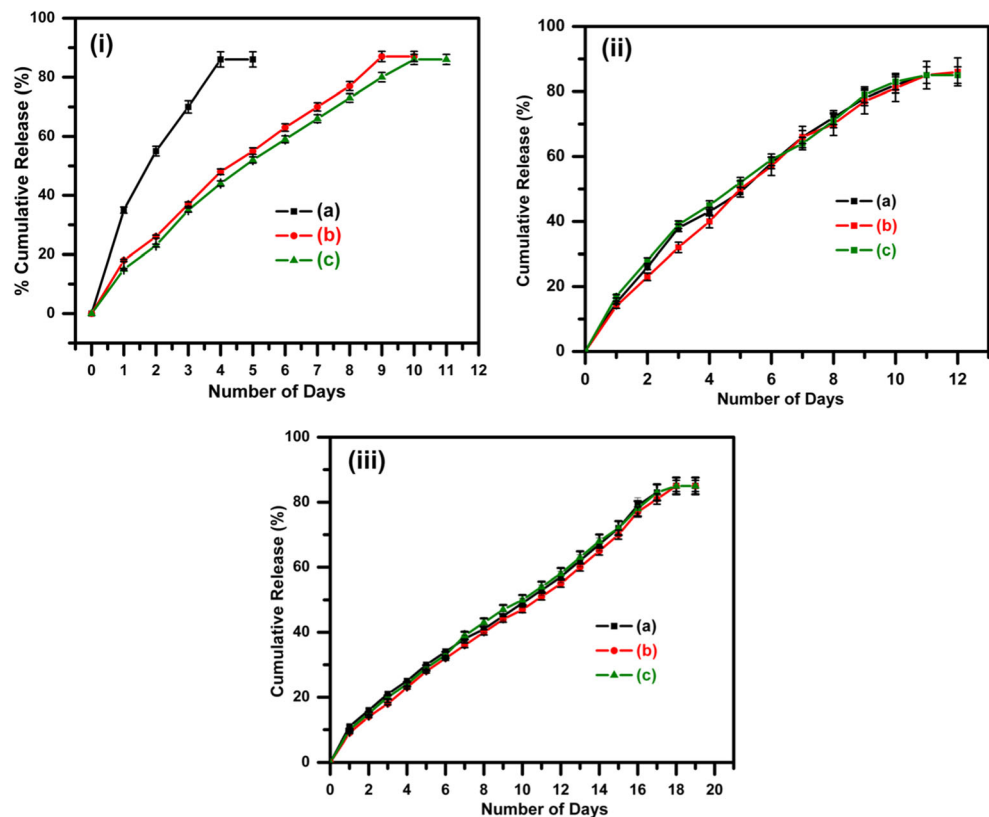 (i)
100
80
60
40
20
0
% Cumulative Release (%)
(a)
(b)
(c)
0 1 2 3 4 5 6 7 8 9 10 11 12
Number of Days
(ii)
100
80
60
40
20
0
Cumulative Release (%)
(a)
(b)
(c)
0 2 4 6 8 10 12
Number of Days
(iii)
100
80
60
40
20
0
Cumulative Release (%)
(a)
(b)
(c)
0 2 4 6 8 10 12 14 16 18 20
Number of Days